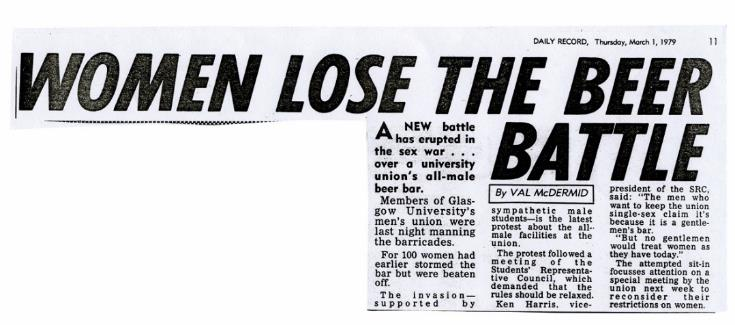 DAILY RECORD, Thursday, March 1, 1979 11
WOMEN LOSE THE BEER
BATTLE
By VAL McDERMID
A NEW battle
has erupted in
the sex war . . .
over a university
union's all-male
beer bar.
Members of Glas-
gow University's
men's union were
last night manning
the barricades.
For 100 women had
earlier stormed the
bar but were beaten
off.
The invasion—
supported by
sympathetic male
students—is the latest
protest about the all-
male facilities at the
union.
The protest followed a
meeting of the
Students' Representa-
tive Council, which
demanded that the
rules should be relaxed.
Ken Harris, vice-
president of the SRC,
said: "The men who
want to keep the union
single-sex claim it's
because it is a gentle-
men's bar.
"But no gentlemen
would treat women as
they have today."
The attempted sit-in
focusses attention on a
special meeting by the
union next week to
reconsider their
restrictions on women.